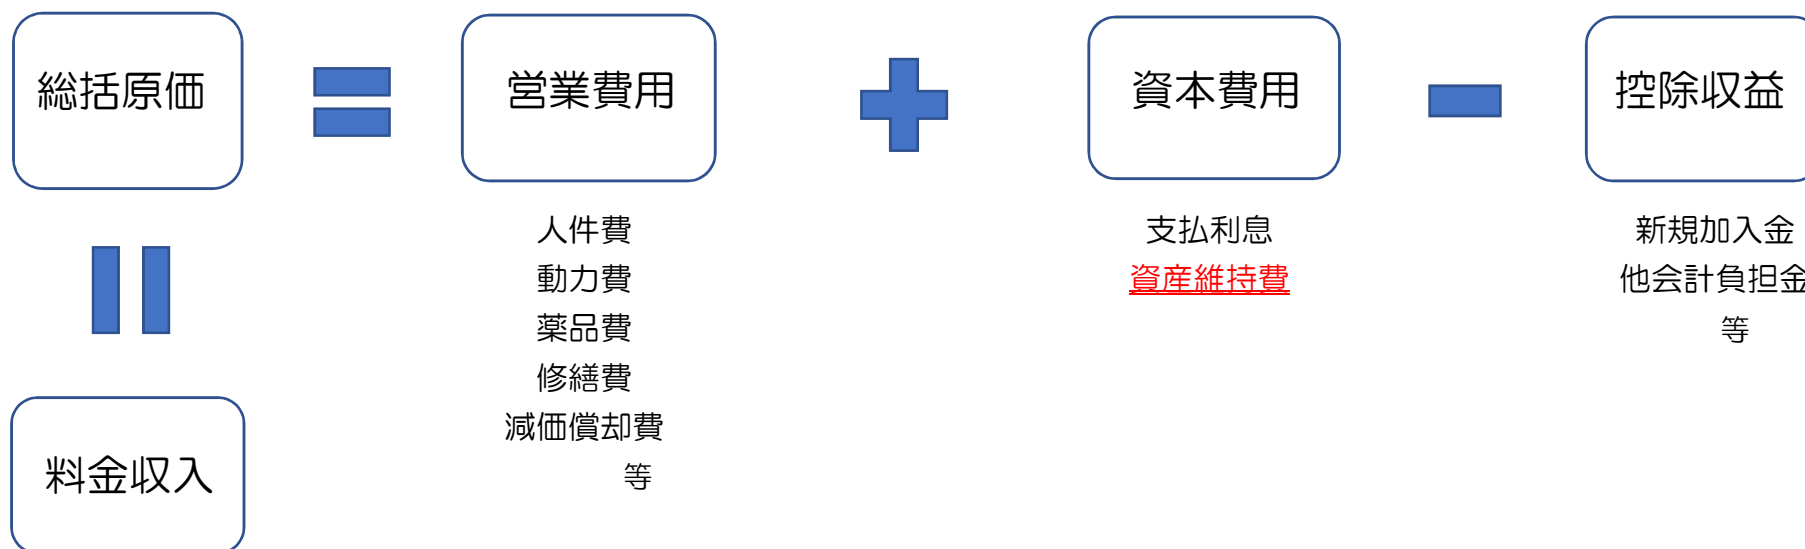 総括原価
営業費用
資本費用
控除収益
人件費
動力費
薬品費
修繕費
減価償却費
等
支払利息
資産維持費
新規加入金
他会計負担金
等
料金収入